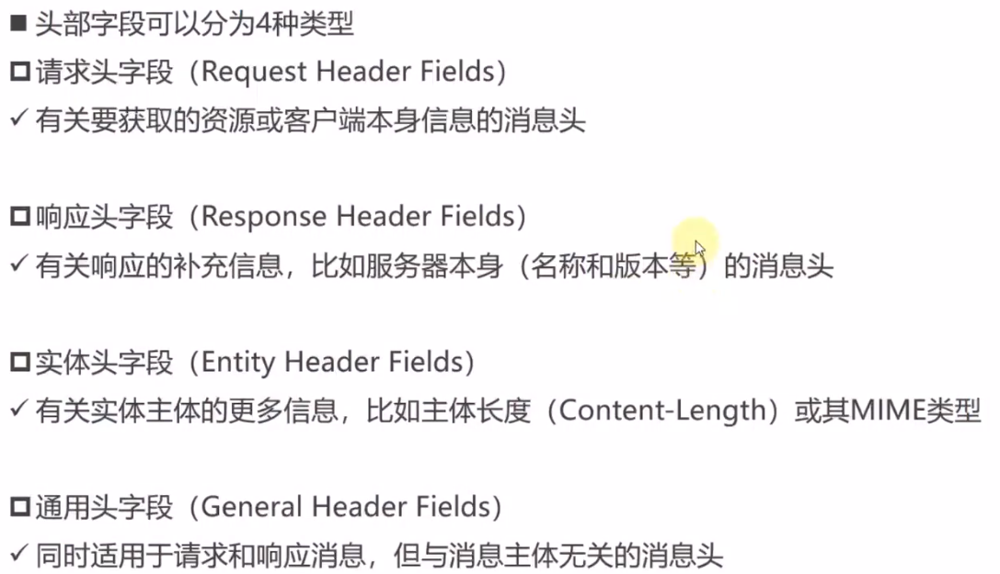 ■ 头部字段可以分为4种类型
□ 请求头字段（Request Header Fields）
✓ 有关要获取的资源或客户端本身信息的消息头
□ 响应头字段（Response Header Fields）
✓ 有关响应的补充信息，比如服务器本身（名称和版本等）的消息头
□ 实体头字段（Entity Header Fields）
✓ 有关实体主体的更多信息，比如主体长度（Content-Length）或其MIME类型
□ 通用头字段（General Header Fields）
✓ 同时适用于请求和响应消息，但与消息主体无关的消息头